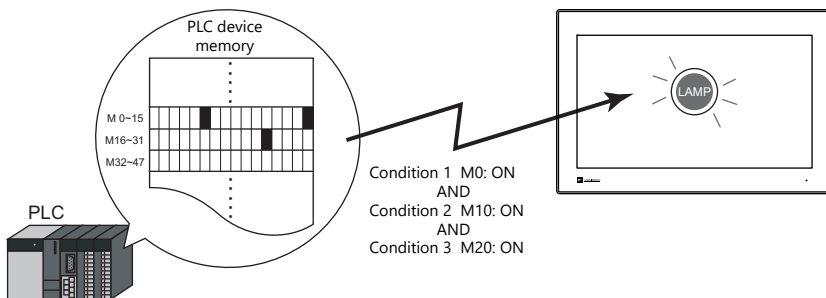 PLC device
memory
M 0~15
M16~31
M32~47
LAMP
Condition 1 M0: ON
AND
Condition 2 M10: ON
AND
Condition 3 M20: ON
PLC